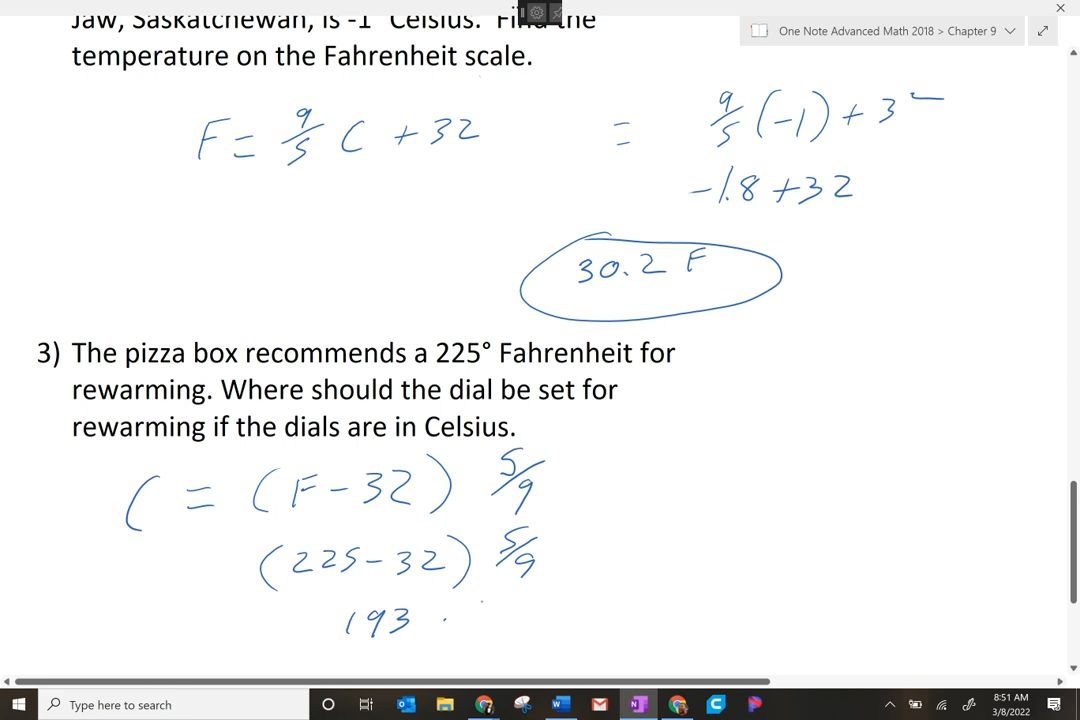 Jaw, Saskatchewan, is -1° Celsius. Find the
One Note Advanced Math 2018 > Chapter 9
temperature on the Fahrenheit scale.
F = 9/5 C + 32 = 9/5 (-1) + 32
-1.8 + 32
30.2 F
3) The pizza box recommends a 225° Fahrenheit for
rewarming. Where should the dial be set for
rewarming if the dials are in Celsius.
C = (F - 32) 5/9
(225 - 32) 5/9
193 .
Type here to search
8:51 AM
3/8/2022